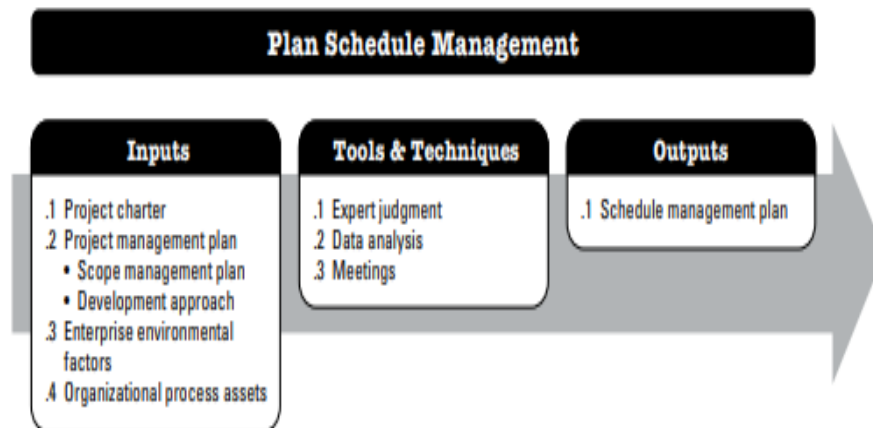 Plan Schedule Management
Inputs
.1 Project charter
.2 Project management plan
• Scope management plan
• Development approach
.3 Enterprise environmental
factors
.4 Organizational process assets
Tools & Techniques
.1 Expert judgment
.2 Data analysis
.3 Meetings
Outputs
.1 Schedule management plan